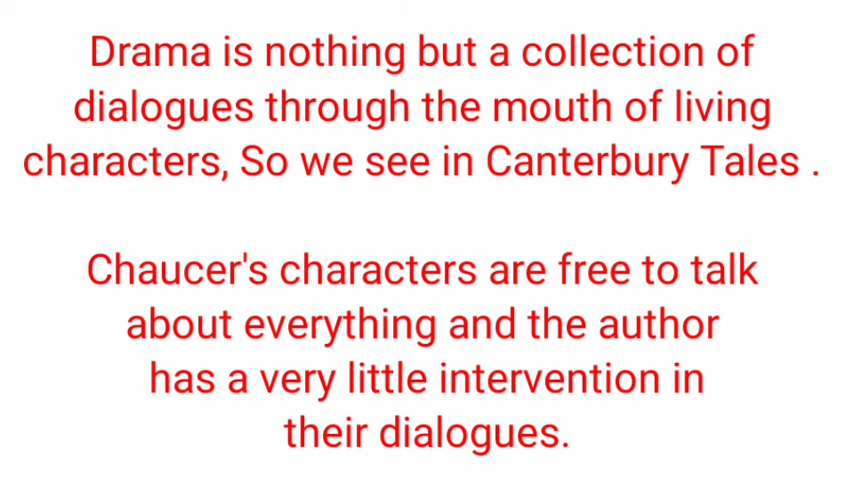 Drama is nothing but a collection of
dialogues through the mouth of living
characters, So we see in Canterbury Tales .
Chaucer's characters are free to talk
about everything and the author
has a very little intervention in
their dialogues.